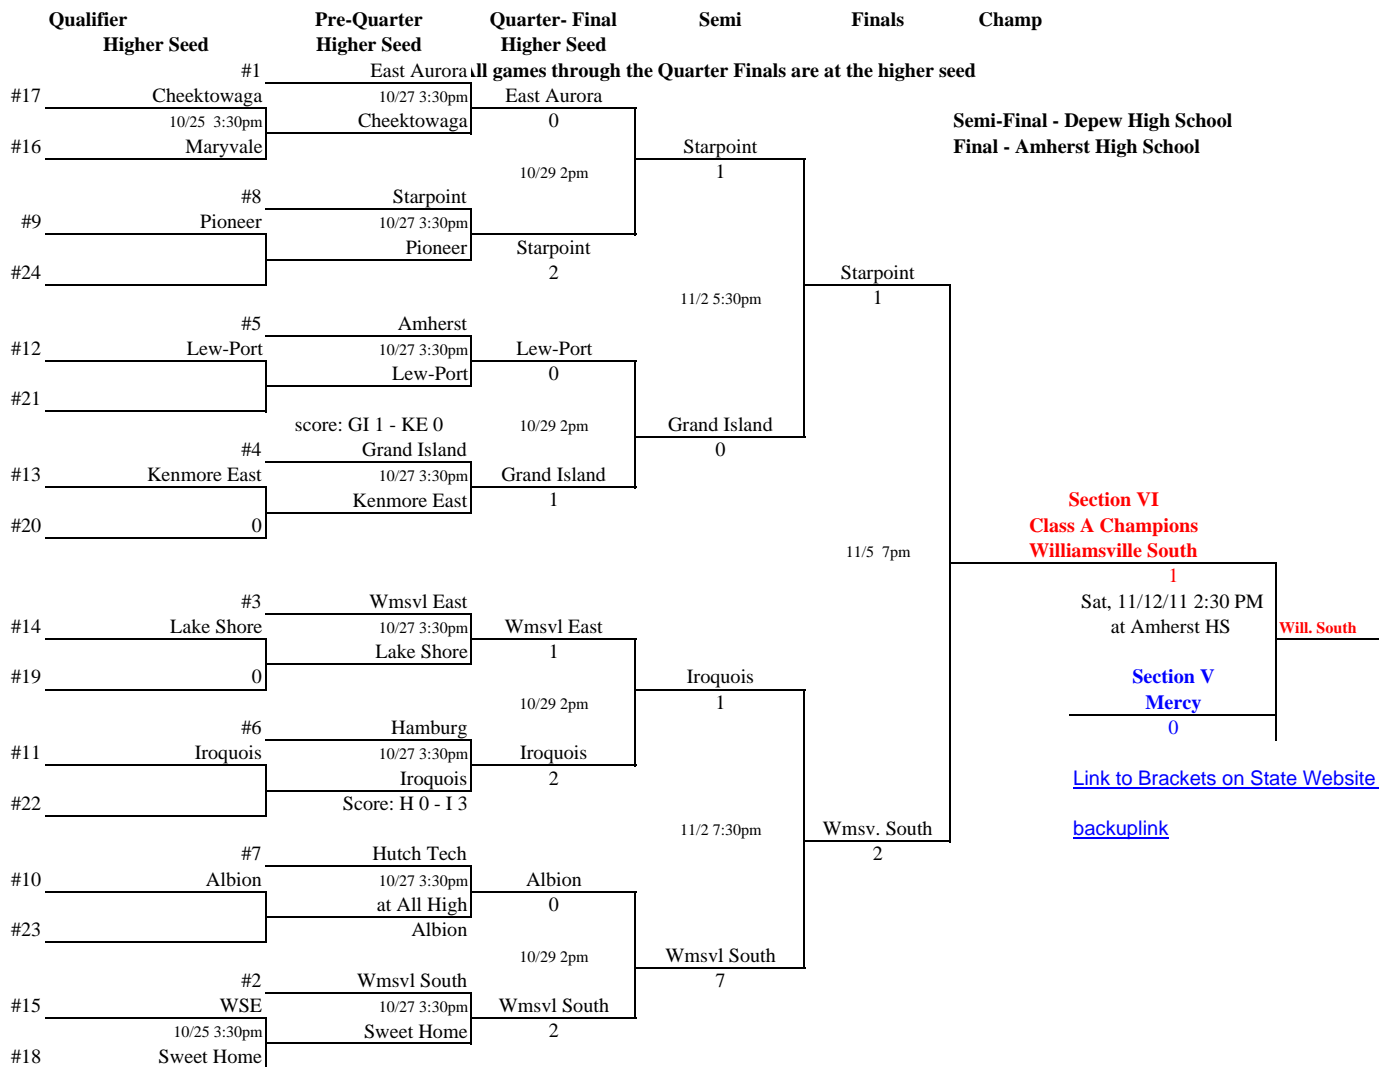 Qualifier Pre-Quarter Quarter- Final Semi Finals Champ
Higher Seed Higher Seed Higher Seed
#1 East Aurora All games through the Quarter Finals are at the higher seed
#17 Cheektowaga 10/27 3:30pm East Aurora
10/25 3:30pm Cheektowaga 0 Semi-Final - Depew High School
#16 Maryvale Starpoint Final - Amherst High School
10/29 2pm 1
#8 Starpoint
#9 Pioneer 10/27 3:30pm
Pioneer Starpoint
#24 2 Starpoint
11/2 5:30pm 1
#5 Amherst
#12 Lew-Port 10/27 3:30pm Lew-Port
Lew-Port 0
#21
score: GI 1 - KE 0 10/29 2pm Grand Island
#4 Grand Island 0
#13 Kenmore East 10/27 3:30pm Grand Island
Kenmore East 1 Section VI
#20 0 Class A Champions
11/5 7pm Williamsville South
1
#3 Wmsvl East Sat, 11/12/11 2:30 PM
#14 Lake Shore 10/27 3:30pm Wmsvl East at Amherst HS Will. South
Lake Shore 1
#19 0 Iroquois Section V
10/29 2pm 1 Mercy
#6 Hamburg 0
#11 Iroquois 10/27 3:30pm Iroquois
Iroquois 2 Link to Brackets on State Website
#22 Score: H 0 - I 3
11/2 7:30pm Wmsv. South backuplink
#7 Hutch Tech 2
#10 Albion 10/27 3:30pm Albion
at All High 0
#23 Albion
10/29 2pm Wmsvl South
#2 Wmsvl South 7
#15 WSE 10/27 3:30pm Wmsvl South
10/25 3:30pm Sweet Home 2
#18 Sweet Home